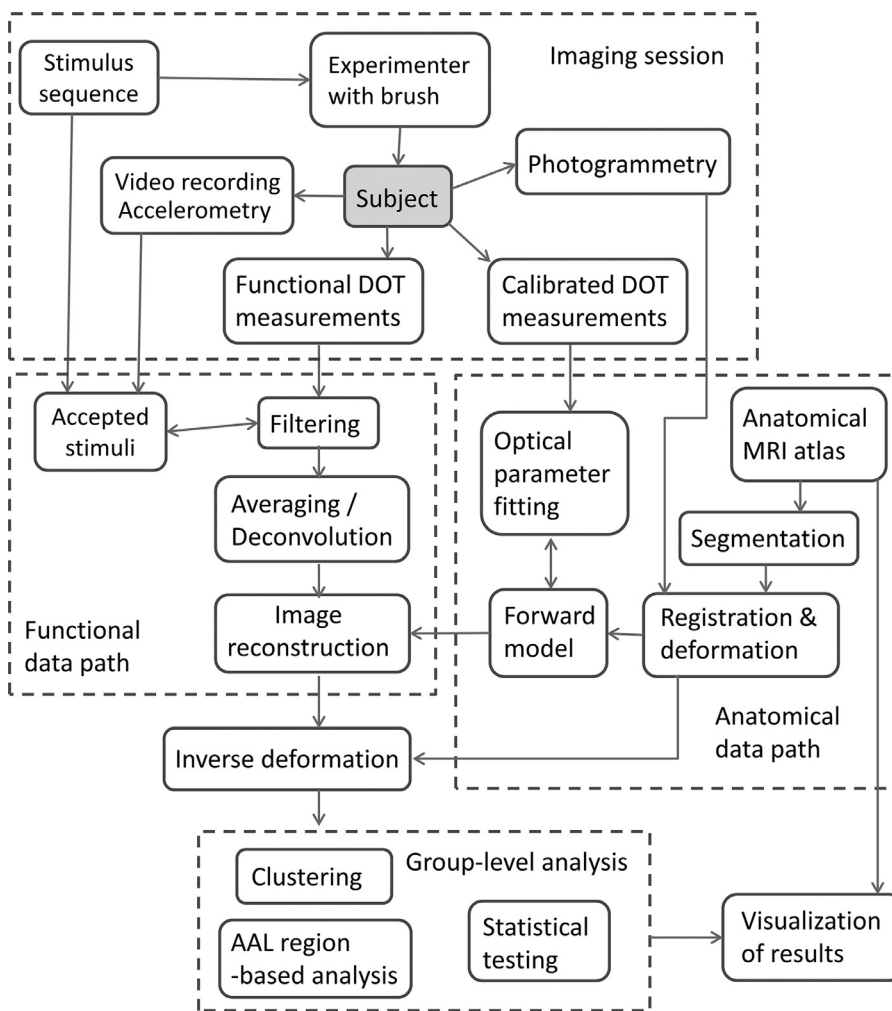 Imaging session
Stimulus
sequence
Experimenter
with brush
Photogrammetry
Video recording
Accelerometry
Subject
Functional DOT
measurements
Calibrated DOT
measurements
Accepted
stimuli
Filtering
Optical
parameter
fitting
Anatomical
MRI atlas
Averaging /
Deconvolution
Segmentation
Functional
data path
Image
reconstruction
Forward
model
Registration &
deformation
Anatomical
data path
Inverse deformation
Group-level analysis
Clustering
AAL region
-based analysis
Statistical
testing
Visualization
of results